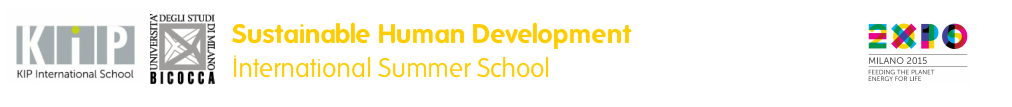 KiP
KIP International School
UNIVERSITÀ
DEGLI STUDI
DI MILANO
BICOCCA
Sustainable Human Development
International Summer School
EXPO
MILANO 2015
FEEDING THE PLANET
ENERGY FOR LIFE